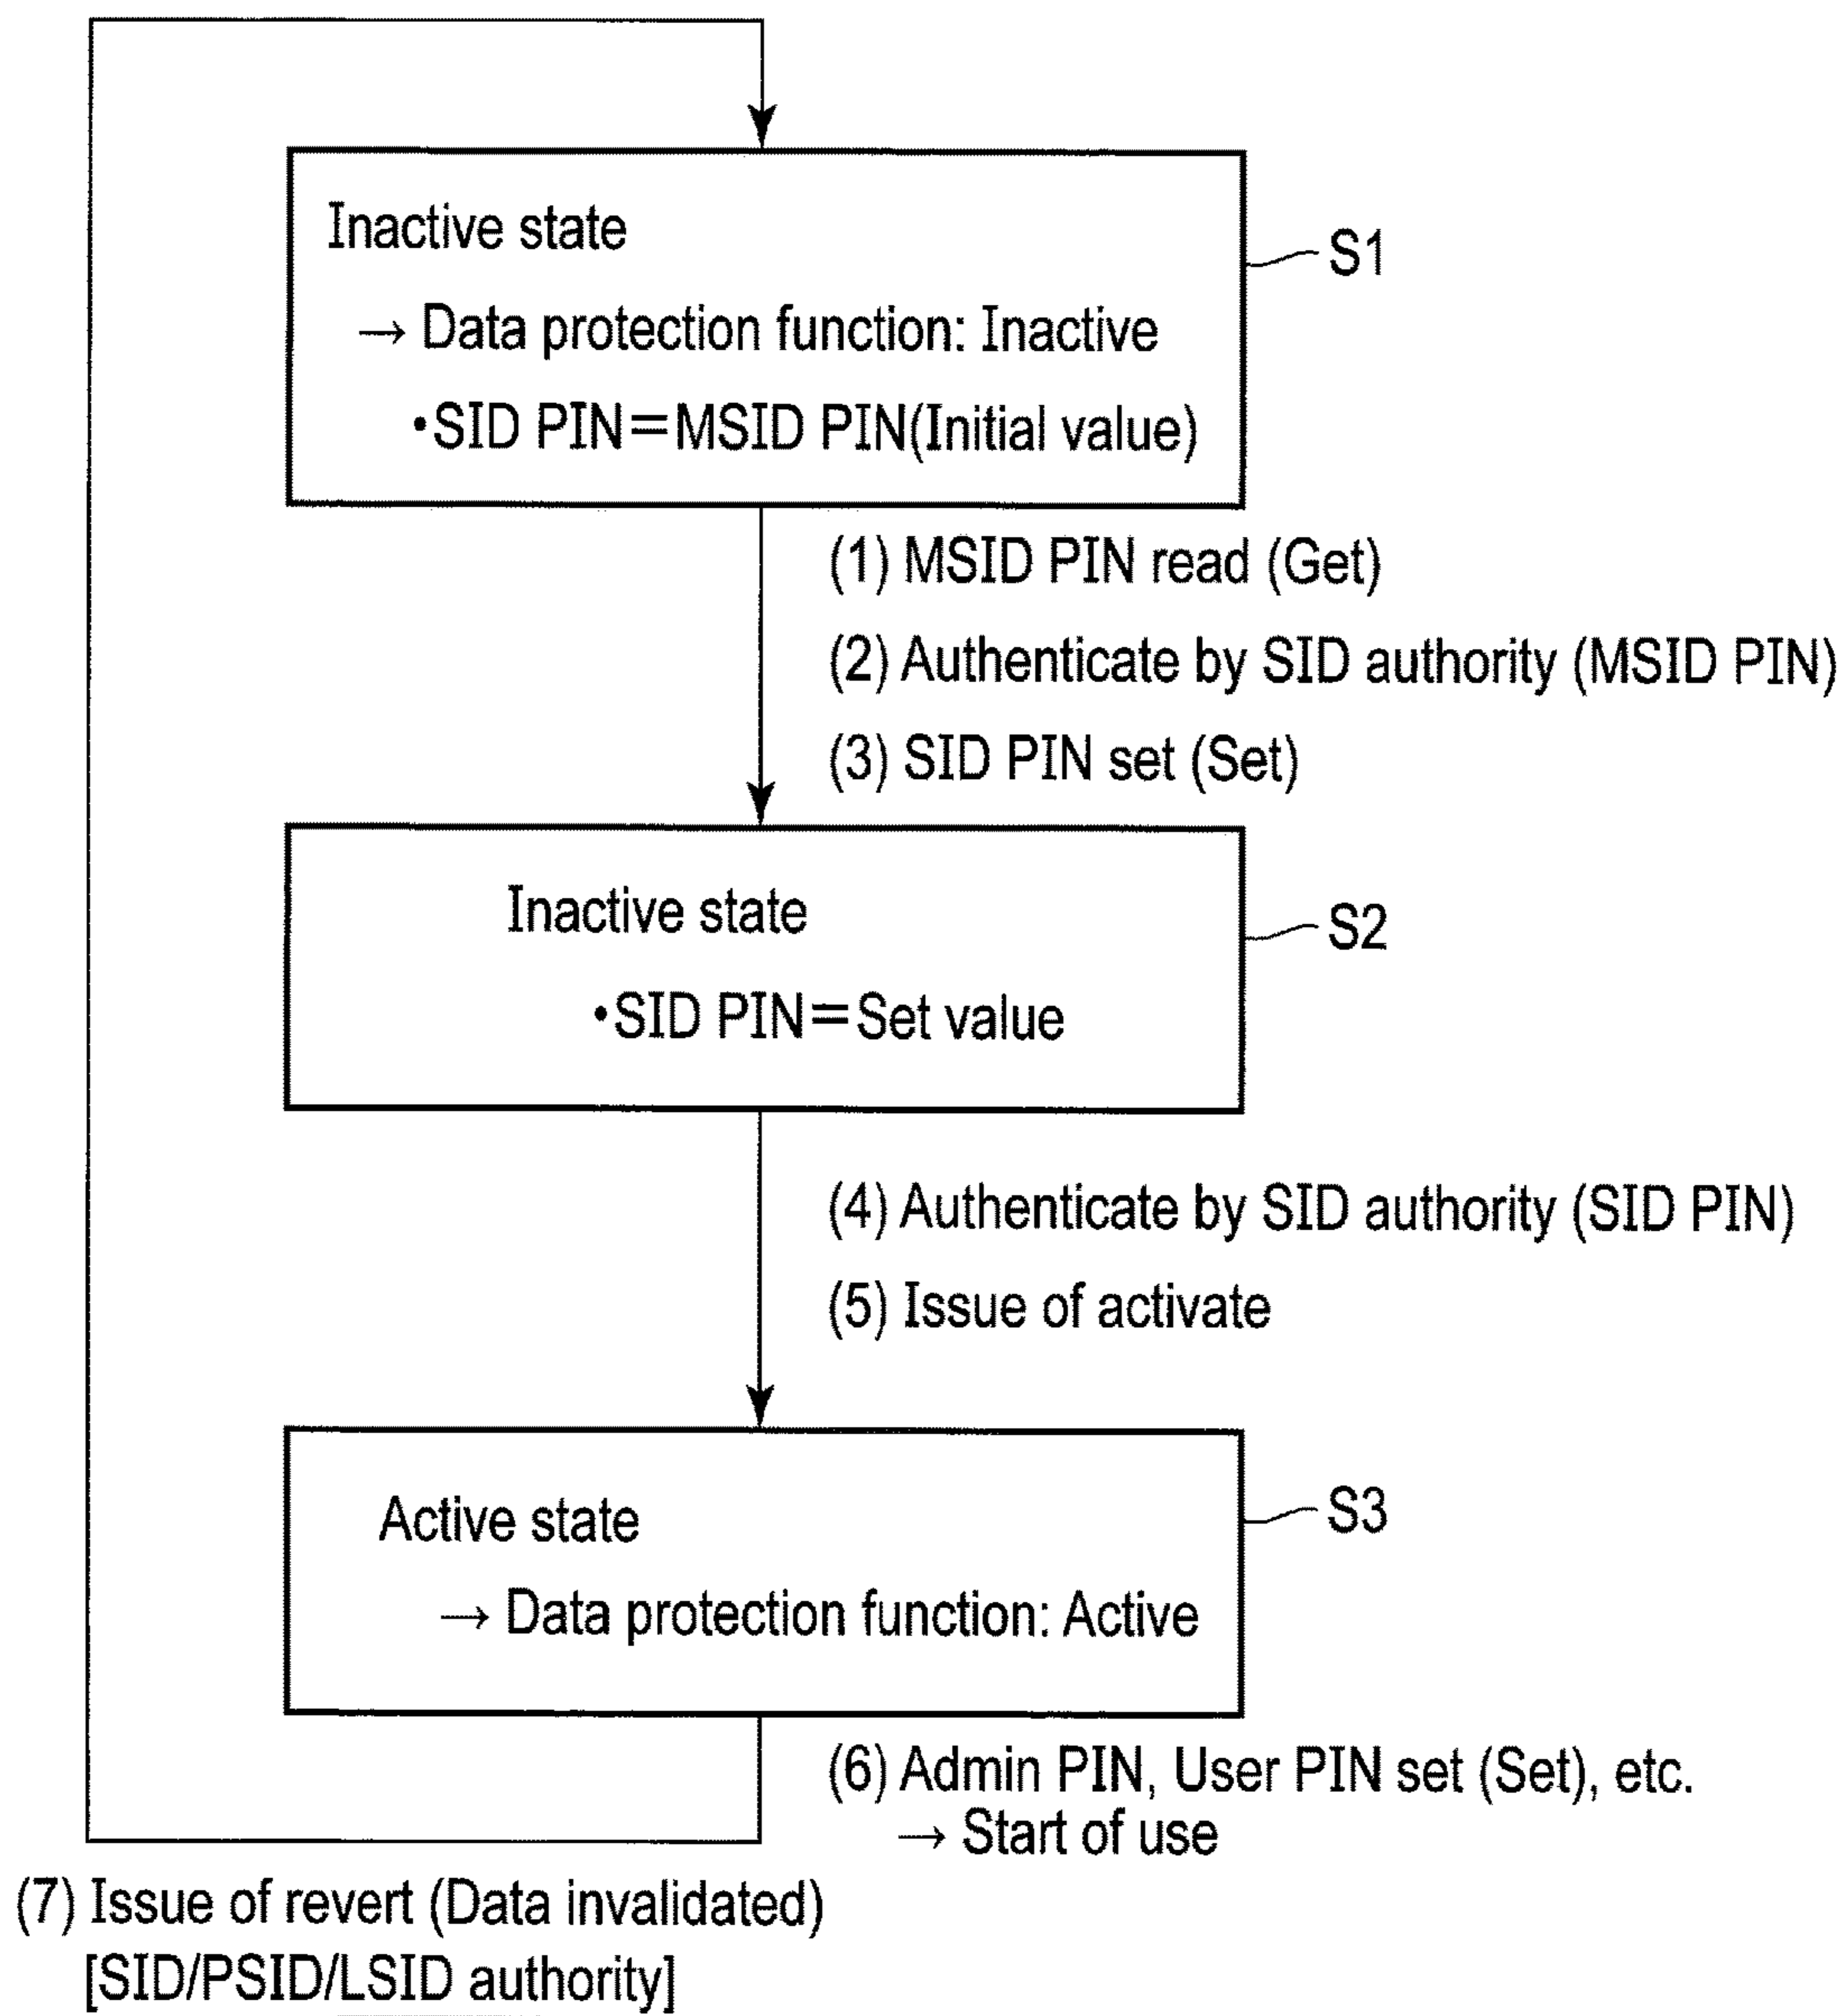 Inactive state
→ Data protection function: Inactive
•SID PIN=MSID PIN(Initial value)
S1
(1) MSID PIN read (Get)
(2) Authenticate by SID authority (MSID PIN)
(3) SID PIN set (Set)
Inactive state
•SID PIN=Set value
S2
(4) Authenticate by SID authority (SID PIN)
(5) Issue of activate
Active state
→ Data protection function: Active
S3
(6) Admin PIN, User PIN set (Set), etc.
→ Start of use
(7) Issue of revert (Data invalidated)
[SID/PSID/LSID authority]